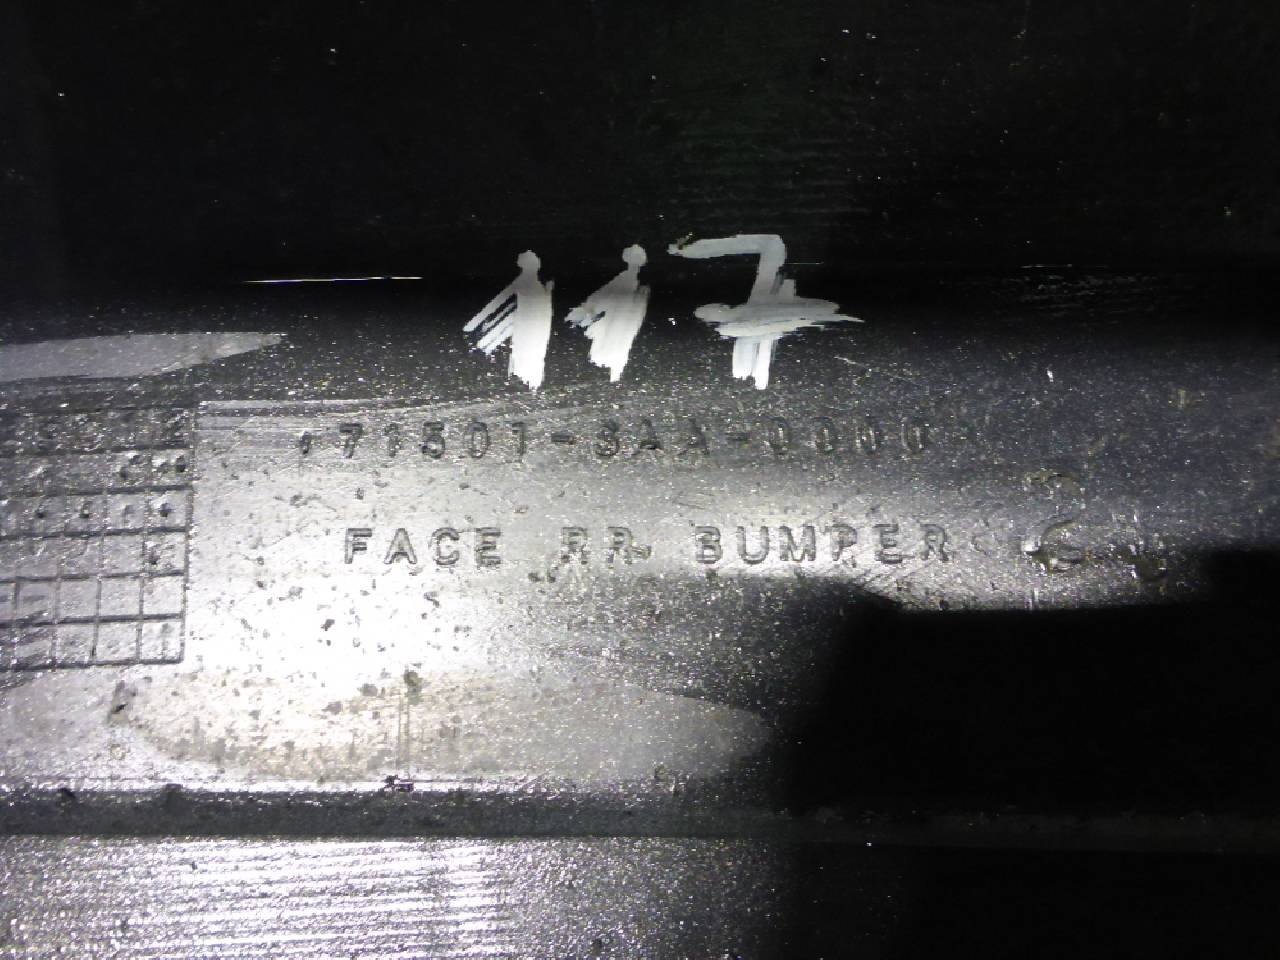 117
71501-SAA-0000
FACE RR BUMPER